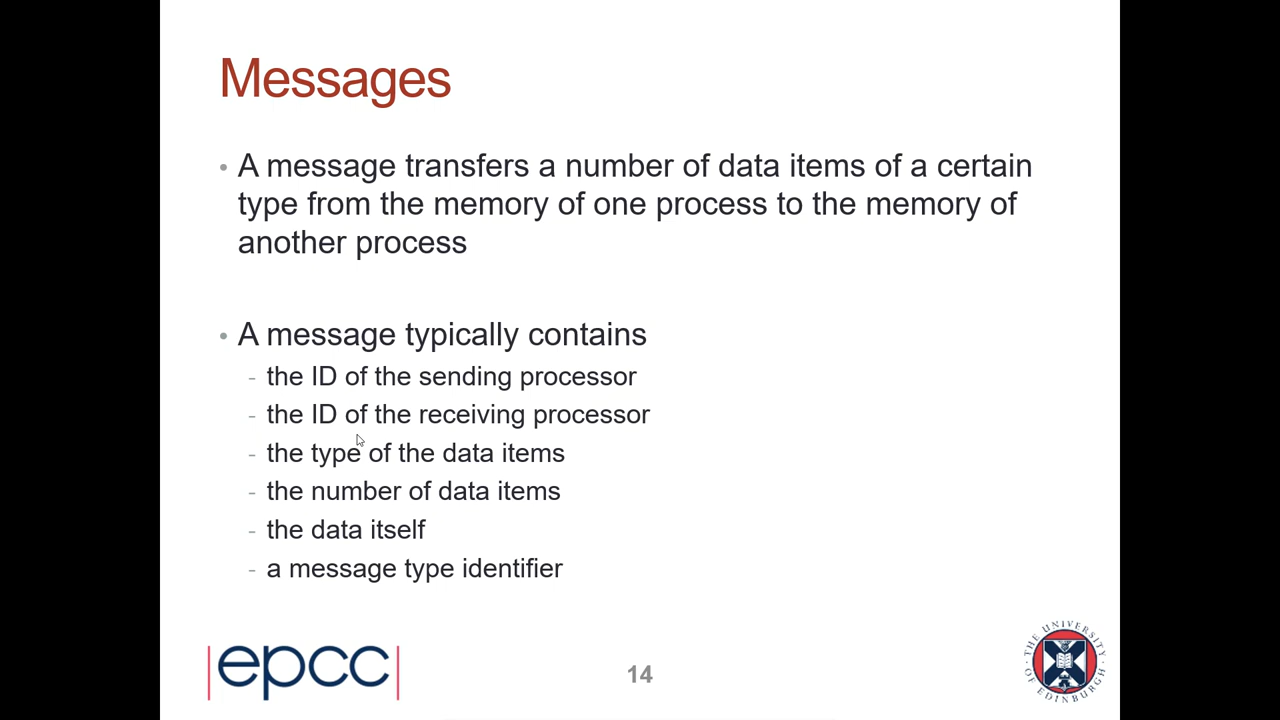 Messages
• A message transfers a number of data items of a certain
type from the memory of one process to the memory of
another process
• A message typically contains
- the ID of the sending processor
- the ID of the receiving processor
- the type of the data items
- the number of data items
- the data itself
- a message type identifier
|epcc|
14
THE UNIVERSITY
OF EDINBURGH